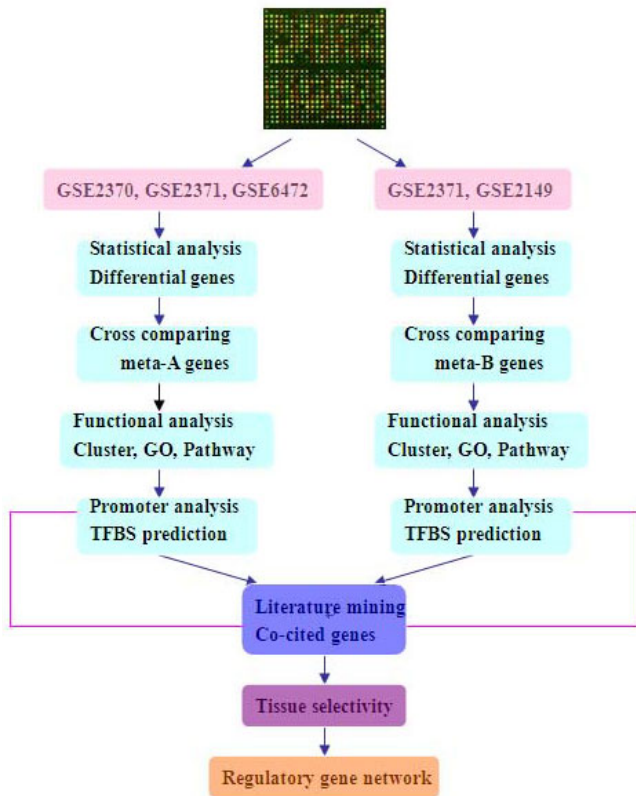 GSE2370, GSE2371, GSE6472
GSE2371, GSE2149
Statistical analysis
Differential genes
Statistical analysis
Differential genes
Cross comparing
meta-A genes
Cross comparing
meta-B genes
Functional analysis
Cluster, GO, Pathway
Functional analysis
Cluster, GO, Pathway
Promoter analysis
TFBS prediction
Promoter analysis
TFBS prediction
Literature mining
Co-cited genes
Tissue selectivity
Regulatory gene network